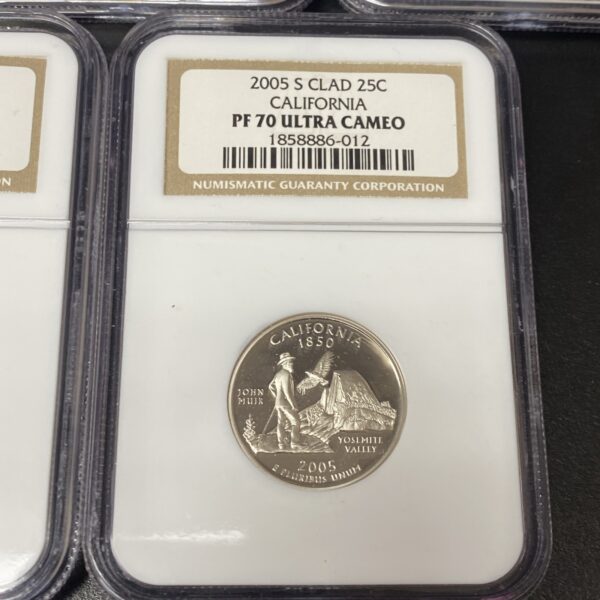 2005 S CLAD 25C
CALIFORNIA
PF 70 ULTRA CAMEO
1858886-012
NUMISMATIC GUARANTY CORPORATION
ON
CALIFORNIA
1850
JOHN
MUIR
YOSEMITE
VALLEY
2005
E PLURIBUS UNUM